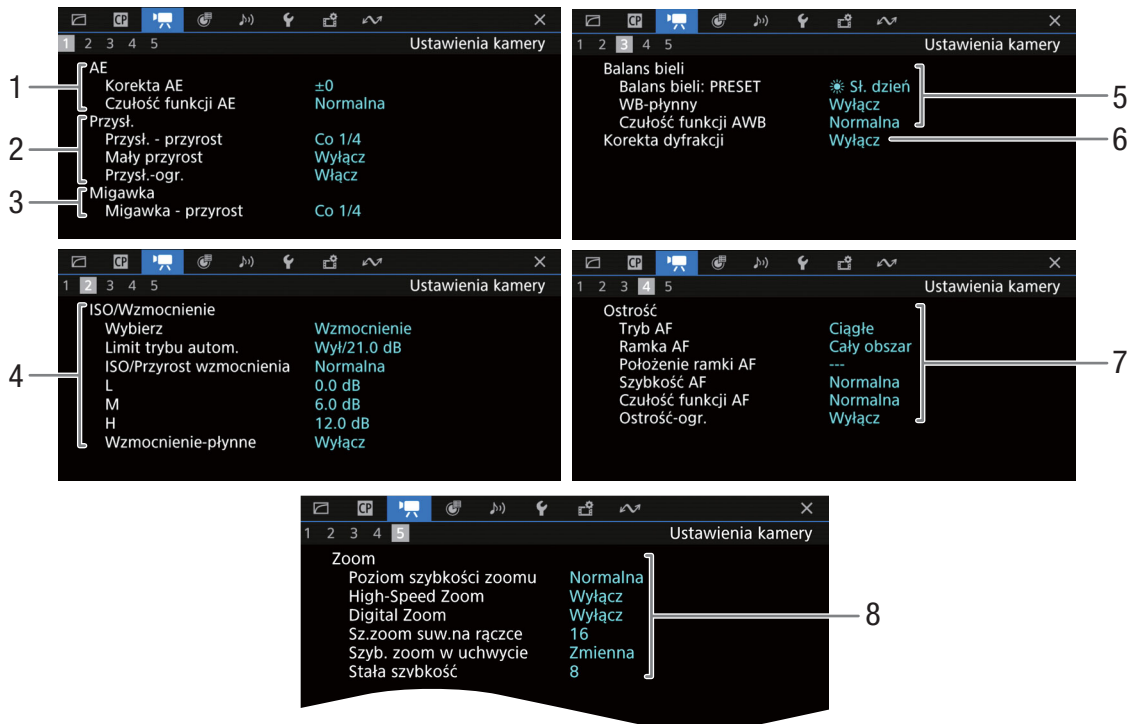 CP
1 2 3 4 5 Ustawienia kamery
1
AE
Korekta AE ±0
Czułość funkcji AE Normalna
2
Przysł.
Przysł. - przyrost Co 1/4
Mały przyrost Wyłącz
Przysł.-ogr. Włącz
3
Migawka
Migawka - przyrost Co 1/4
CP
1 2 3 4 5 Ustawienia kamery
Balans bieli
Balans bieli: PRESET Sł. dzień
WB-płynny Wyłącz
Czułość funkcji AWB Normalna
5
Korekta dyfrakcji Wyłącz
6
CP
1 2 3 4 5 Ustawienia kamery
4
ISO/Wzmocnienie
Wybierz Wzmocnienie
Limit trybu autom. Wył/21.0 dB
ISO/Przyrost wzmocnienia Normalna
L 0.0 dB
M 6.0 dB
H 12.0 dB
Wzmocnienie-płynne Wyłącz
CP
1 2 3 4 5 Ustawienia kamery
Ostrość
Tryb AF Ciągłe
Ramka AF Cały obszar
Położenie ramki AF ---
Szybkość AF Normalna
Czułość funkcji AF Normalna
Ostrość-ogr. Wyłącz
7
CP
1 2 3 4 5 Ustawienia kamery
Zoom
Poziom szybkości zoomu Normalna
High-Speed Zoom Wyłącz
Digital Zoom Wyłącz
Sz.zoom suw.na rączce 16
Szyb. zoom w uchwycie Zmienna
Stała szybkość 8
8